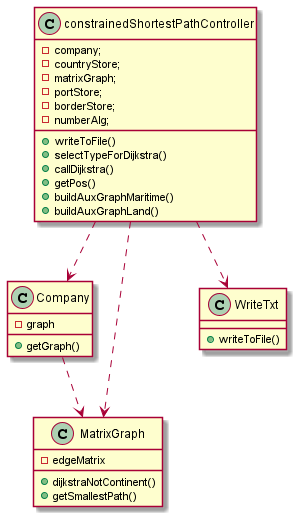 C constrainedShortestPathController
company;
countryStore;
matrixGraph;
portStore;
borderStore;
numberAlg;
writeToFile()
selectTypeForDijkstra()
callDijkstra()
getPos()
buildAuxGraphMaritime()
buildAuxGraphLand()
C Company
graph
getGraph()
C WriteTxt
writeToFile()
C MatrixGraph
edgeMatrix
dijkstraNotContinent()
getSmallestPath()